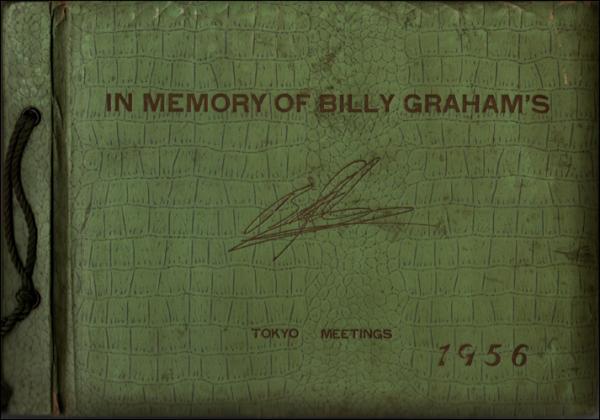 IN MEMORY OF BILLY GRAHAM'S
TOKYO MEETINGS
1956